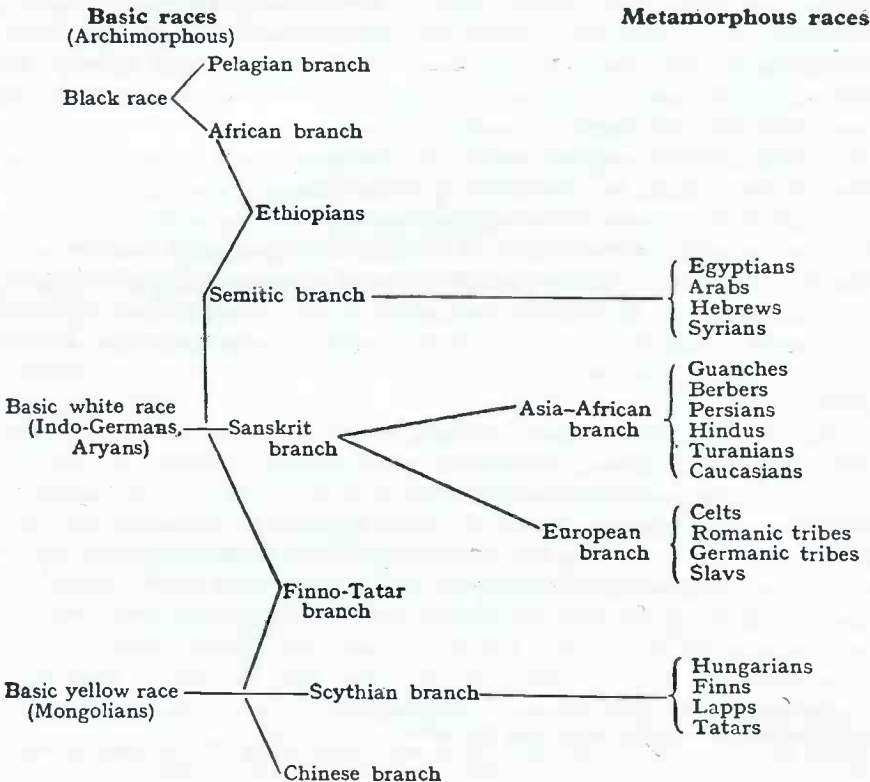 Basic races
(Archimorphous)
Metamorphous races
Pelagian branch
Black race
African branch
Ethiopians
Semitic branch
Egyptians
Arabs
Hebrews
Syrians
Basic white race
(Indo-Germans,
Aryans)
Sanskrit
branch
Asia–African
branch
Guanches
Berbers
Persians
Hindus
Turanians
Caucasians
European
branch
Celts
Romanic tribes
Germanic tribes
Slavs
Finno-Tatar
branch
Basic yellow race
(Mongolians)
Scythian branch
Hungarians
Finns
Lapps
Tatars
Chinese branch